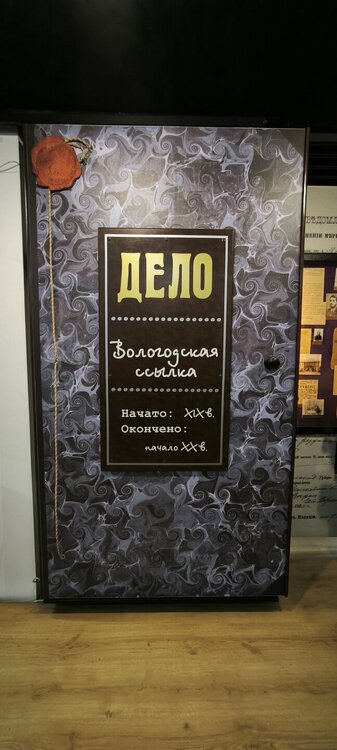 ДЕЛО
Вологодская
ссылка
Начато: XIX в.
Окончено:
начало XX в.